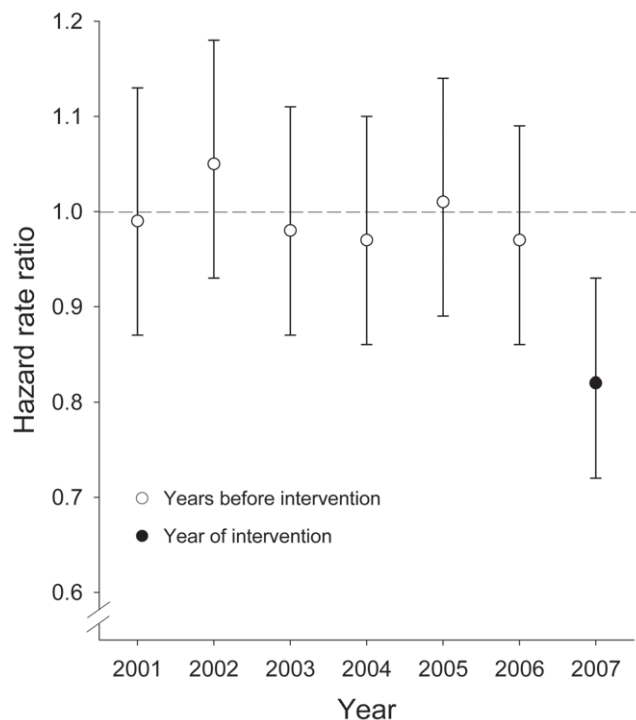 1.2
1.1
1.0
0.9
0.8
0.7
0.6
Hazard rate ratio
Years before intervention
Year of intervention
2001 2002 2003 2004 2005 2006 2007
Year